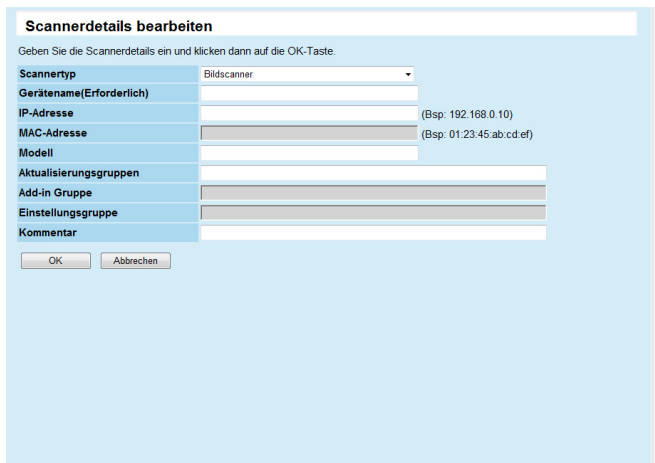 Scannerdetails bearbeiten
Geben Sie die Scannerdetails ein und klicken dann auf die OK-Taste.
Scannertyp Bildscanner
Gerätename(Erforderlich)
IP-Adresse (Bsp: 192.168.0.10)
MAC-Adresse (Bsp: 01:23:45:ab:cd:ef)
Modell
Aktualisierungsgruppen
Add-in Gruppe
Einstellungsgruppe
Kommentar
OK Abbrechen